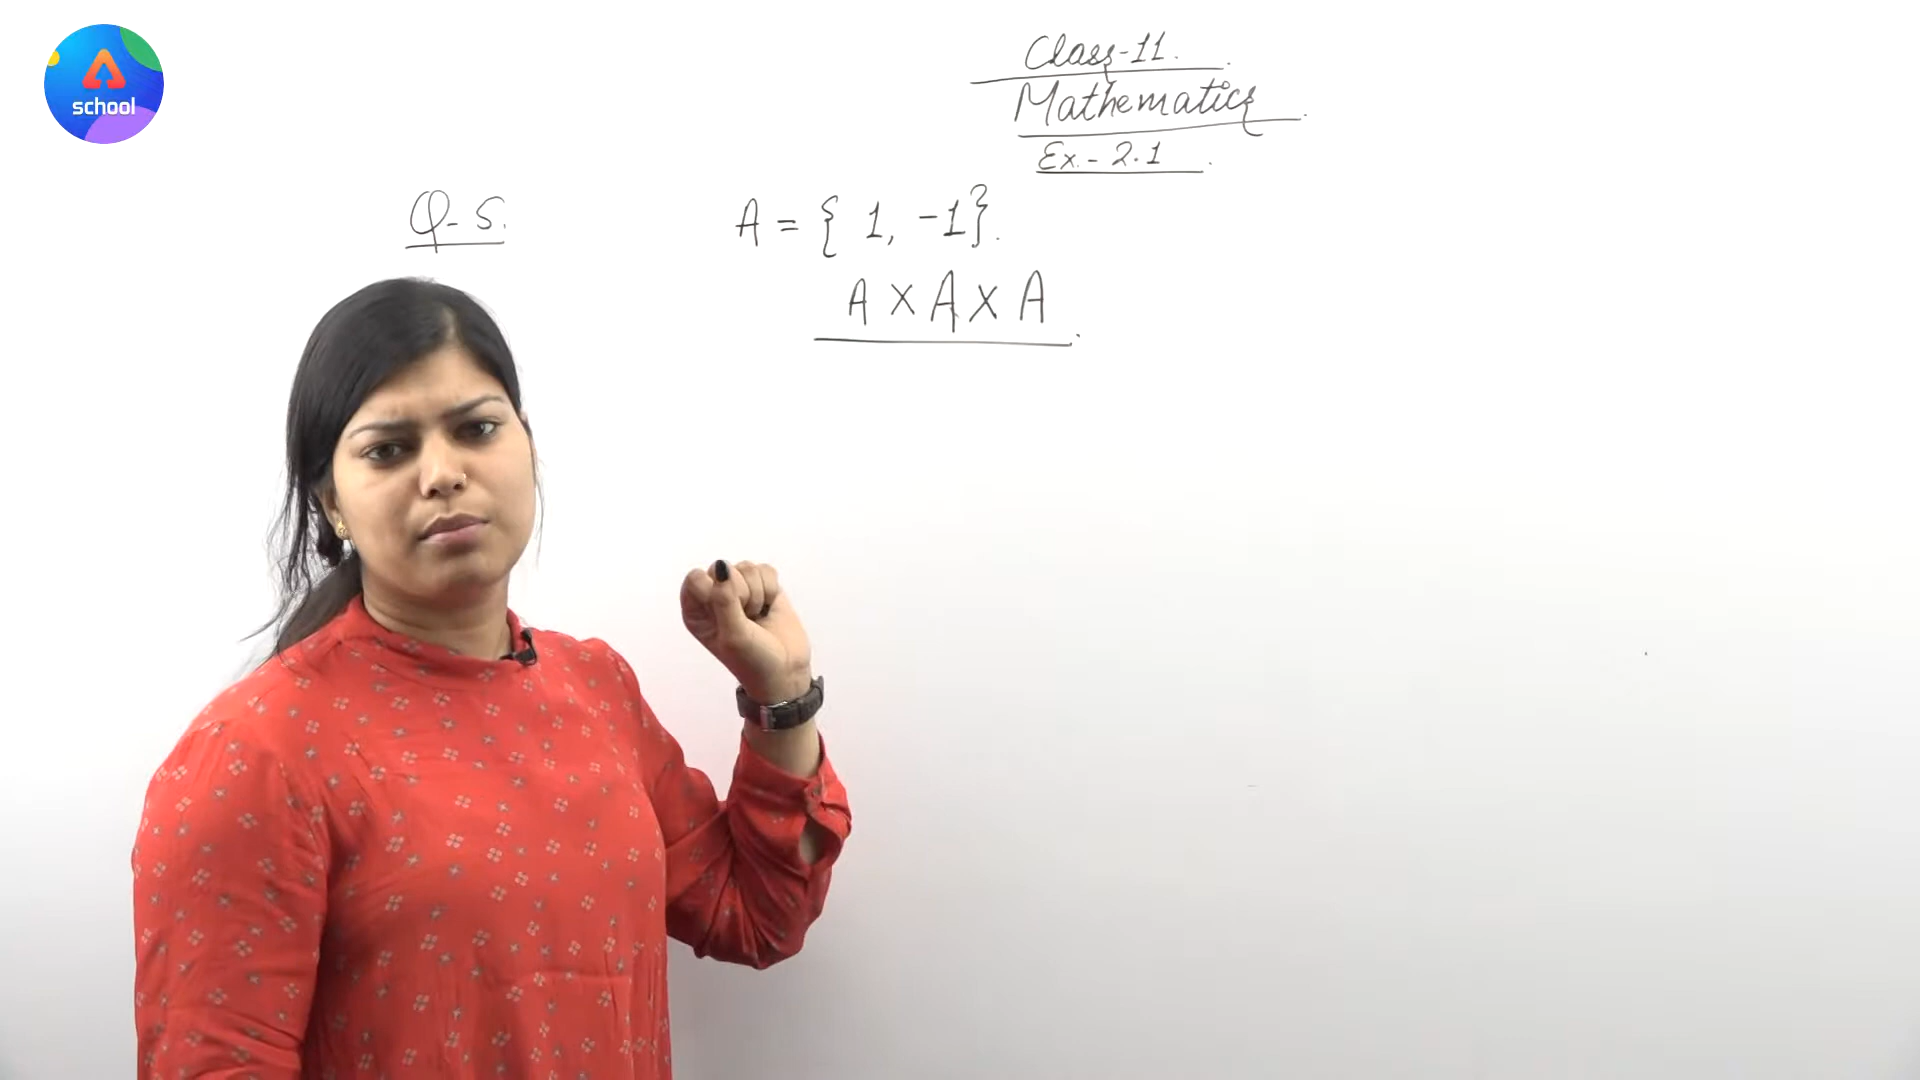 A
school
Class-11.
Mathematics
Ex.- 2.1
Q-5.
A = { 1, -1}.
A X A X A